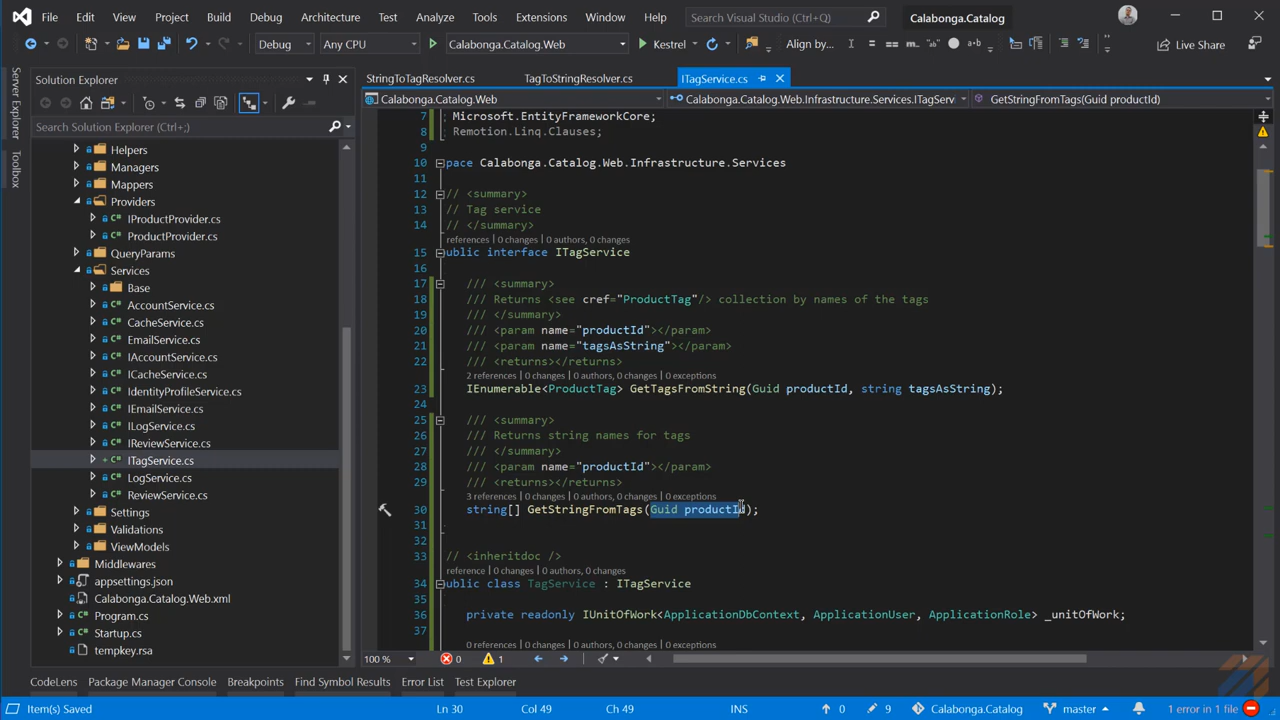 File Edit View Project Build Debug Architecture Test Analyze Tools Extensions Window Help Search Visual Studio (Ctrl+Q) Calabonga.Catalog
Debug Any CPU Calabonga.Catalog.Web Kestrel Align by... Live Share
Server Explorer
Toolbox
Solution Explorer
Search Solution Explorer (Ctrl+;)
Helpers
Managers
Mappers
Providers
IProductProvider.cs
ProductProvider.cs
QueryParams
Services
Base
AccountService.cs
CacheService.cs
EmailService.cs
IAccountService.cs
ICacheService.cs
IdentityProfileService.cs
IEmailService.cs
ILogService.cs
IReviewService.cs
ITagService.cs
LogService.cs
ReviewService.cs
Settings
Validations
ViewModels
Middlewares
appsettings.json
Calabonga.Catalog.Web.xml
Program.cs
Startup.cs
tempkey.rsa
StringToTagResolver.cs TagToStringResolver.cs ITagService.cs
Calabonga.Catalog.Web Calabonga.Catalog.Web.Infrastructure.Services.ITagServ GetStringFromTags(Guid productId)
7 Microsoft.EntityFrameworkCore;
8 Remotion.Linq.Clauses;
9
10 pace Calabonga.Catalog.Web.Infrastructure.Services
11
12 // <summary>
13 // Tag service
14 // </summary>
references | 0 changes | 0 authors, 0 changes
15 ublic interface ITagService
16
17 /// <summary>
18 /// Returns <see cref="ProductTag"/> collection by names of the tags
19 /// </summary>
20 /// <param name="productId"></param>
21 /// <param name="tagsAsString"></param>
22 /// <returns></returns>
2 references | 0 changes | 0 authors, 0 changes | 0 exceptions
23 IEnumerable<ProductTag> GetTagsFromString(Guid productId, string tagsAsString);
24
25 /// <summary>
26 /// Returns string names for tags
27 /// </summary>
28 /// <param name="productId"></param>
29 /// <returns></returns>
3 references | 0 changes | 0 authors, 0 changes | 0 exceptions
30 string[] GetStringFromTags(Guid productId);
31
32
33 // <inheritdoc />
reference | 0 changes | 0 authors, 0 changes
34 ublic class TagService : ITagService
36 private readonly IUnitOfWork<ApplicationDbContext, ApplicationUser, ApplicationRole> _unitOfWork;
37
0 references | 0 changes | 0 authors, 0 changes | 0 exceptions
100 % 0 1
CodeLens Package Manager Console Breakpoints Find Symbol Results Error List Test Explorer
Item(s) Saved Ln 30 Col 49 Ch 49 INS 0 9 Calabonga.Catalog master 1 error in 1 file